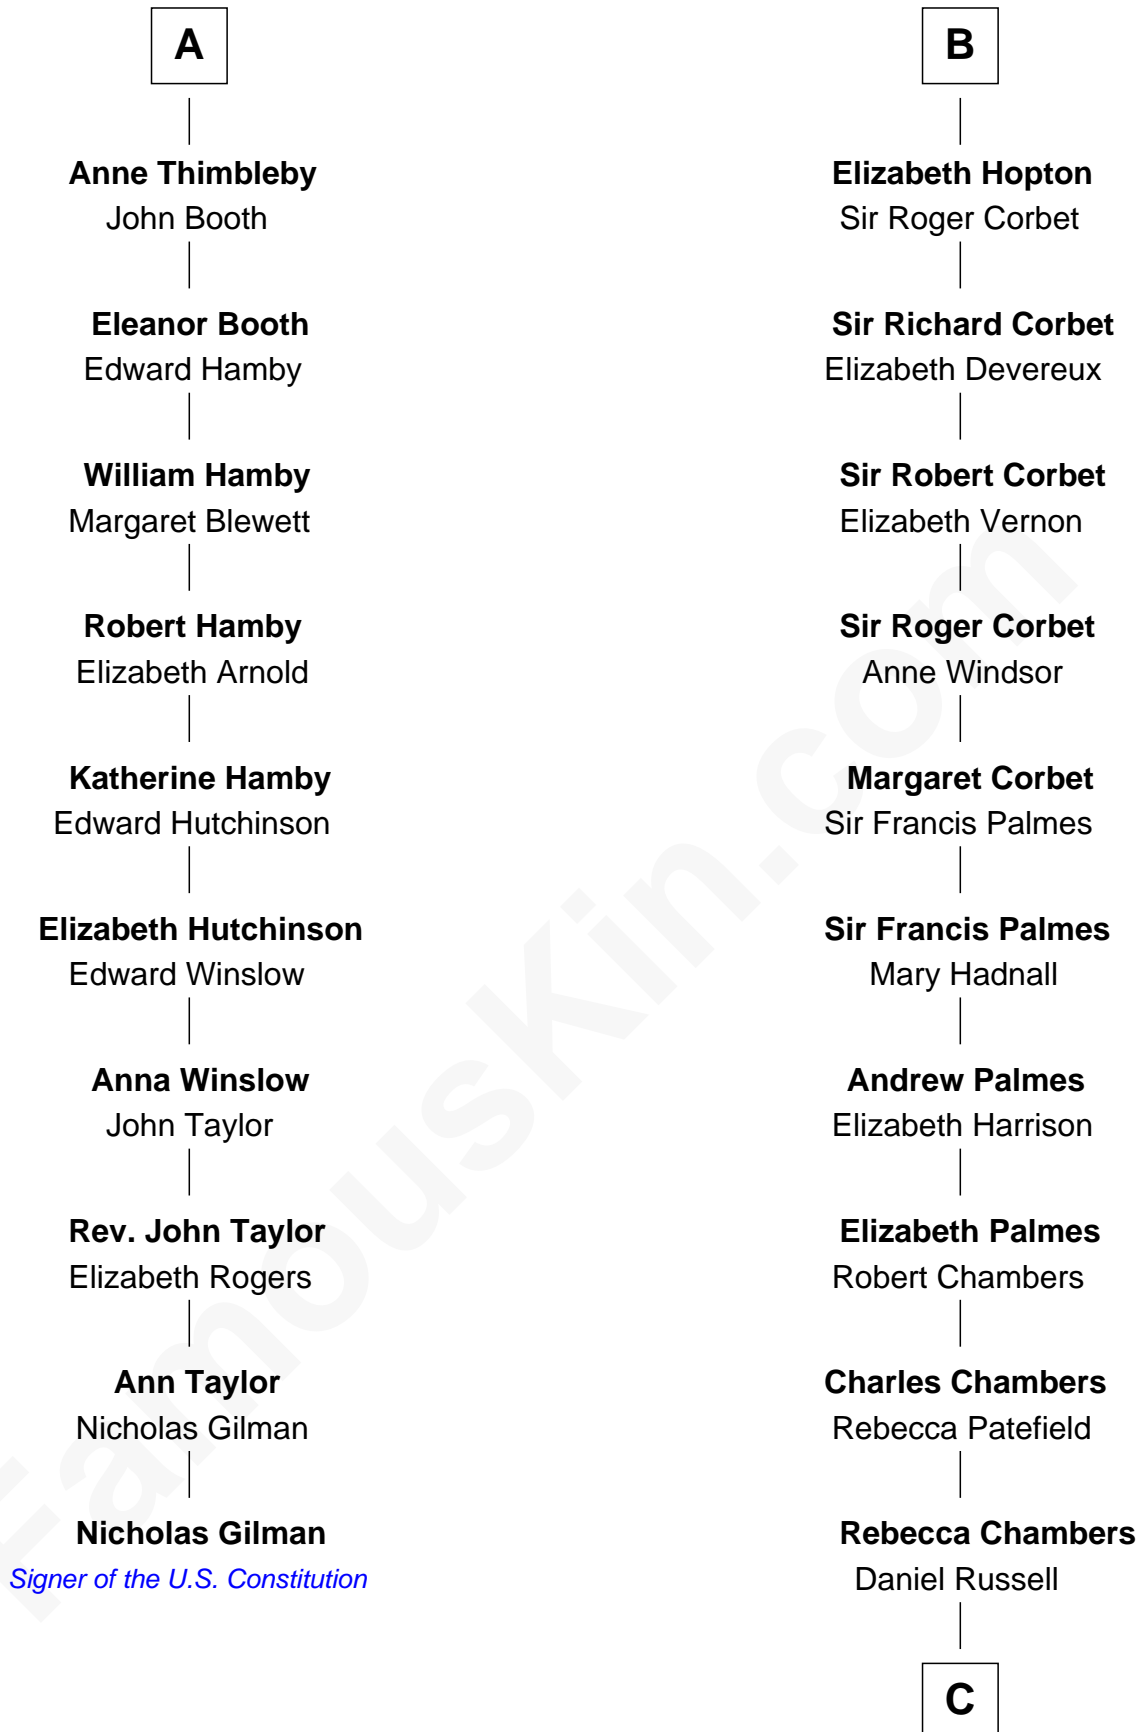 A
Anne Thimbleby
John Booth
Eleanor Booth
Edward Hamby
William Hamby
Margaret Blewett
Robert Hamby
Elizabeth Arnold
Katherine Hamby
Edward Hutchinson
Elizabeth Hutchinson
Edward Winslow
Anna Winslow
John Taylor
Rev. John Taylor
Elizabeth Rogers
Ann Taylor
Nicholas Gilman
Nicholas Gilman
Signer of the U.S. Constitution
B
Elizabeth Hopton
Sir Roger Corbet
Sir Richard Corbet
Elizabeth Devereux
Sir Robert Corbet
Elizabeth Vernon
Sir Roger Corbet
Anne Windsor
Margaret Corbet
Sir Francis Palmes
Sir Francis Palmes
Mary Hadnall
Andrew Palmes
Elizabeth Harrison
Elizabeth Palmes
Robert Chambers
Charles Chambers
Rebecca Patefield
Rebecca Chambers
Daniel Russell
C
FamousKin.com